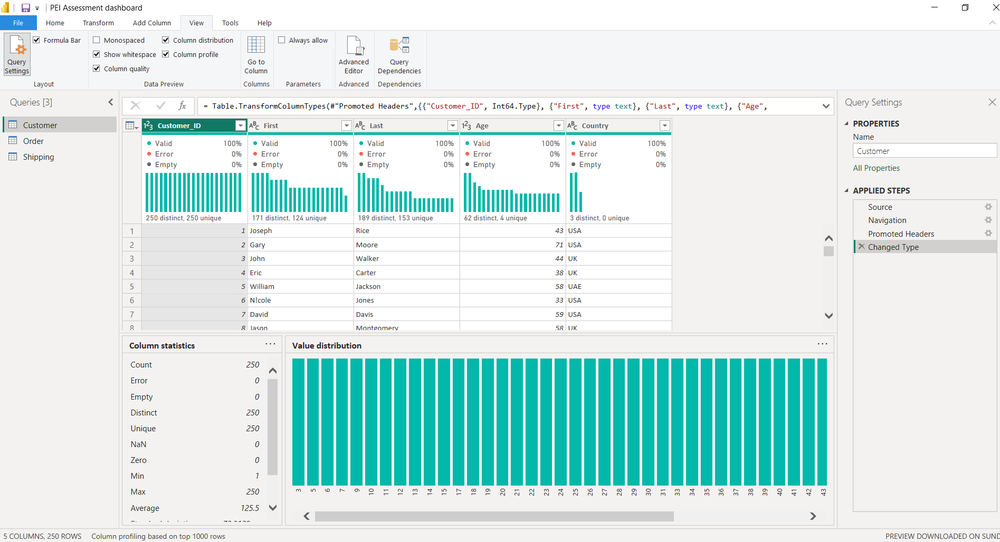 PEI Assessment dashboard
File Home Transform Add Column View Tools Help
Query Settings
Formula Bar
Layout
Monospaced
Show whitespace
Column quality
Column distribution
Column profile
Data Preview
Go to Column
Columns
Always allow
Parameters
Advanced Editor
Advanced
Query Dependencies
Dependencies
Queries [3]
Customer
Order
Shipping
fx
= Table.TransformColumnTypes(#"Promoted Headers",{{"Customer_ID", Int64.Type}, {"First", type text}, {"Last", type text}, {"Age",
1²3 Customer_ID ABC First ABC Last 1²3 Age ABC Country
Valid 100% Valid 100% Valid 100% Valid 100% Valid 100%
Error 0% Error 0% Error 0% Error 0% Error 0%
Empty 0% Empty 0% Empty 0% Empty 0% Empty 0%
250 distinct, 250 unique 171 distinct, 124 unique 189 distinct, 153 unique 62 distinct, 4 unique 3 distinct, 0 unique
1 1 Joseph Rice 43 USA
2 2 Gary Moore 71 USA
3 3 John Walker 44 UK
4 4 Eric Carter 38 UK
5 5 William Jackson 58 UAE
6 6 N!cole Jones 33 USA
7 7 David Davis 59 USA
8 8 Jason Montgomery 58 UK
Column statistics
Count 250
Error 0
Empty 0
Distinct 250
Unique 250
NaN 0
Zero 0
Min 1
Max 250
Average 125.5
Value distribution
3 5 6 7 9 10 11 12 13 14 15 17 18 19 20 21 22 23 24 25 26 27 28 29 30 31 33 34 35 36 37 38 39 40 41 42 43
Query Settings
PROPERTIES
Name
Customer
All Properties
APPLIED STEPS
Source
Navigation
Promoted Headers
Changed Type
5 COLUMNS, 250 ROWS Column profiling based on top 1000 rows
PREVIEW DOWNLOADED ON SUND